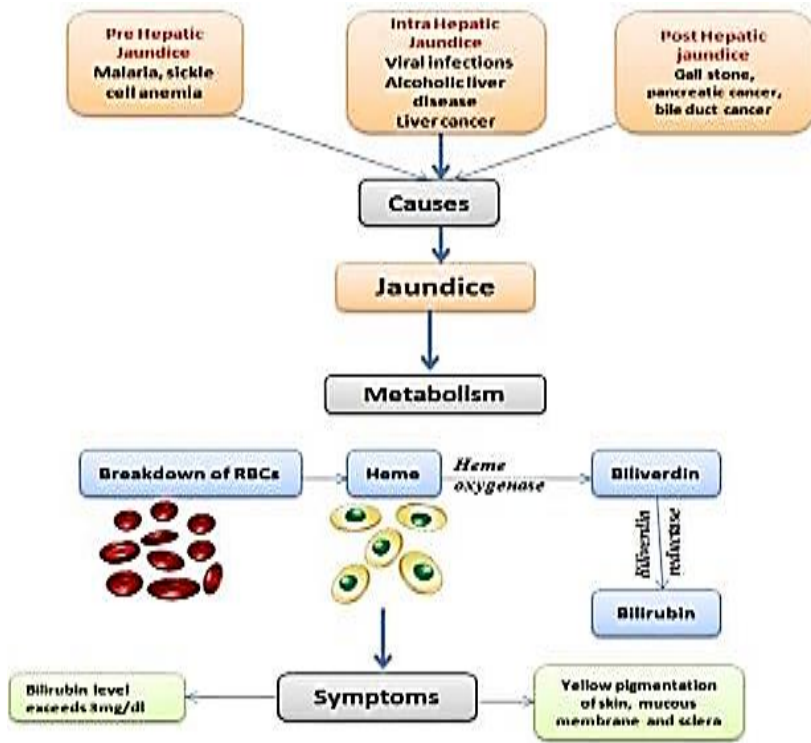 Pre Hepatic
Jaundice
Malaria, sickle
cell anemia
Intra Hepatic
Jaundice
Viral infections
Alcoholic liver
disease
Liver cancer
Post Hepatic
jaundice
Gall stone,
pancreatic cancer,
bile duct cancer
Causes
Jaundice
Metabolism
Breakdown of RBCs
Heme
Heme
oxygenase
Biliverdin
Biliverdin
reductase
Bilirubin
Bilirubin level
exceeds 3mg/dl
Symptoms
Yellow pigmentation
of skin, mucous
membrane and sclera